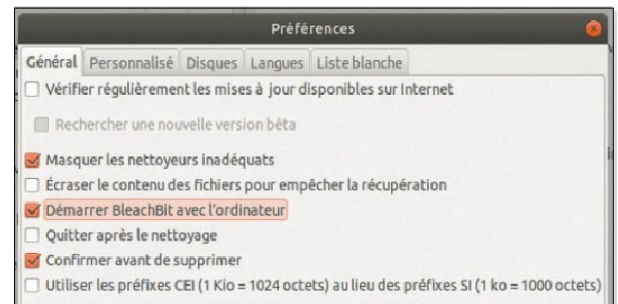 Préférences
Général Personnalisé Disques Langues Liste blanche
Vérifier régulièrement les mises à jour disponibles sur Internet
Rechercher une nouvelle version bêta
Masquer les nettoyeurs inadéquats
Écraser le contenu des fichiers pour empêcher la récupération
Démarrer BleachBit avec l'ordinateur
Quitter après le nettoyage
Confirmer avant de supprimer
Utiliser les préfixes CEI (1 Kio = 1024 octets) au lieu des préfixes SI (1 ko = 1000 octets)